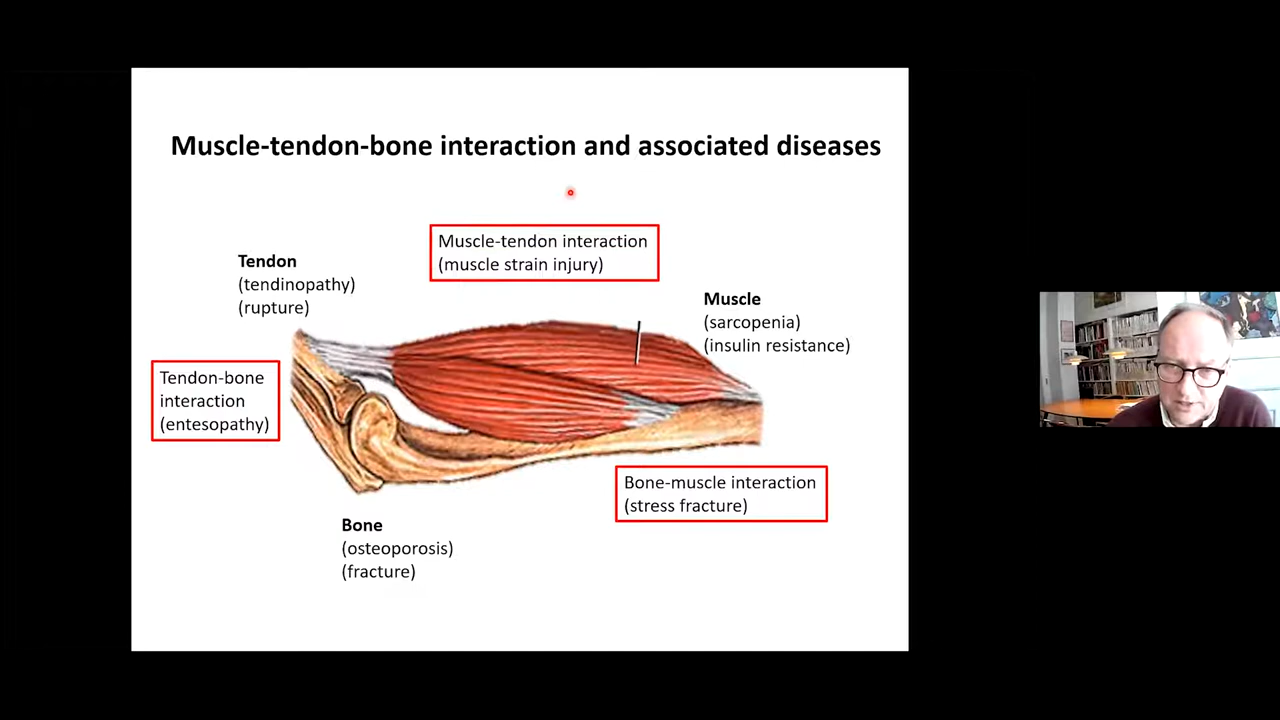 Muscle-tendon-bone interaction and associated diseases
Muscle-tendon interaction
(muscle strain injury)
Tendon
(tendinopathy)
(rupture)
Muscle
(sarcopenia)
(insulin resistance)
Tendon-bone
interaction
(entesopathy)
Bone-muscle interaction
(stress fracture)
Bone
(osteoporosis)
(fracture)